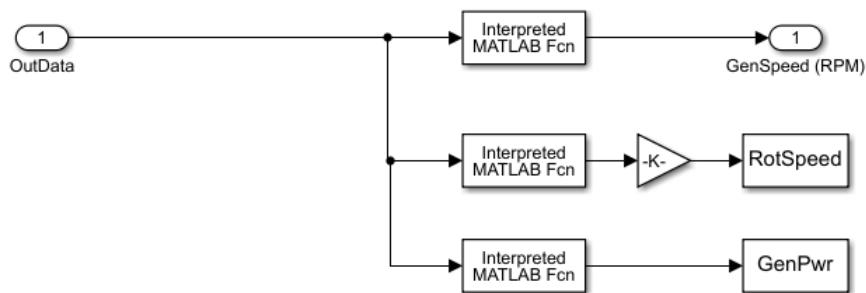 1
OutData
Interpreted
MATLAB Fcn
1
GenSpeed (RPM)
Interpreted
MATLAB Fcn
-K-
RotSpeed
Interpreted
MATLAB Fcn
GenPwr